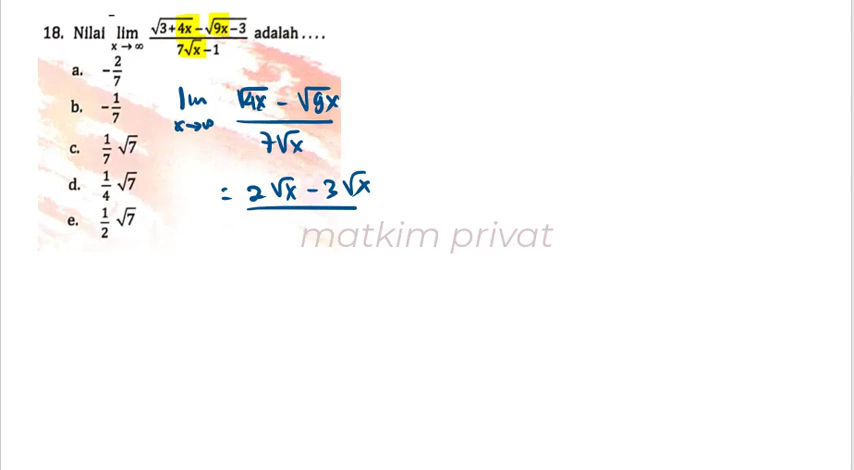 18. Nilai lim x→∞ (√(3+4x) − √(9x−3)) / (7√x − 1) adalah....
a. −2/7
b. −1/7
c. 1/7 √7
d. 1/4 √7
e. 1/2 √7
lim x→∞ (√4x − √9x) / (7√x)
= 2√x − 3√x
matkim privat